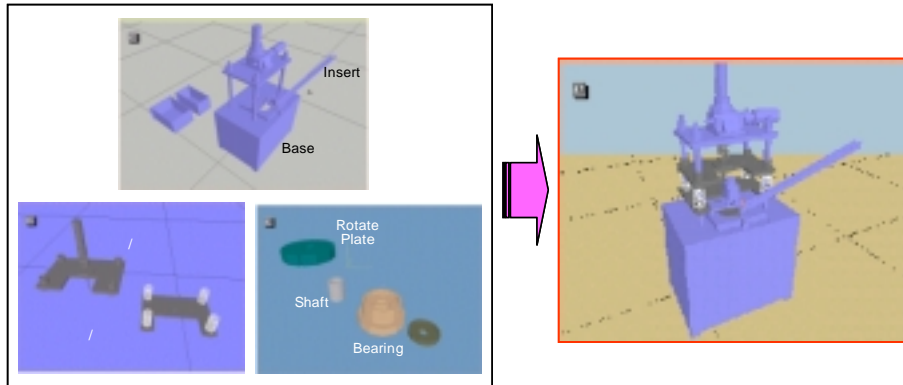 Insert
Base
/
/
Rotate
Plate
Shaft
Bearing